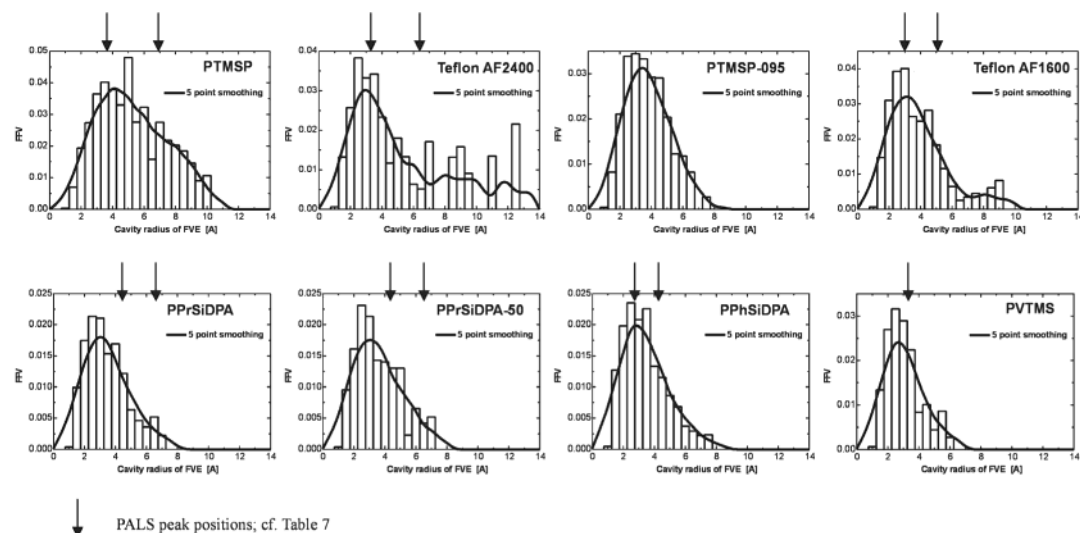 PTMSP
5 point smoothing
FFV
0.05
0.04
0.03
0.02
0.01
0.00
0 2 4 6 8 10 12 14
Cavity radius of FVE [A]
Teflon AF2400
5 point smoothing
FFV
0.04
0.03
0.02
0.01
0.00
0 2 4 6 8 10 12 14
Cavity radius of FVE [A]
PTMSP-095
5 point smoothing
FFV
0.03
0.02
0.01
0.00
0 2 4 6 8 10 12 14
Cavity radius of FVE [A]
Teflon AF1600
5 point smoothing
FFV
0.04
0.03
0.02
0.01
0.00
0 2 4 6 8 10 12 14
Cavity radius of FVE [A]
PPrSiDPA
5 point smoothing
FFV
0.025
0.020
0.015
0.010
0.005
0.000
0 2 4 6 8 10 12 14
Cavity radius of FVE [A]
PPrSiDPA-50
5 point smoothing
FFV
0.025
0.020
0.015
0.010
0.005
0.000
0 2 4 6 8 10 12 14
Cavity radius of FVE [A]
PPhSiDPA
5 point smoothing
FFV
0.025
0.020
0.015
0.010
0.005
0.000
0 2 4 6 8 10 12 14
Cavity radius of FVE [A]
PVTMS
5 point smoothing
FFV
0.03
0.02
0.01
0.00
0 2 4 6 8 10 12 14
Cavity radius of FVE [A]
PALS peak positions; cf. Table 7